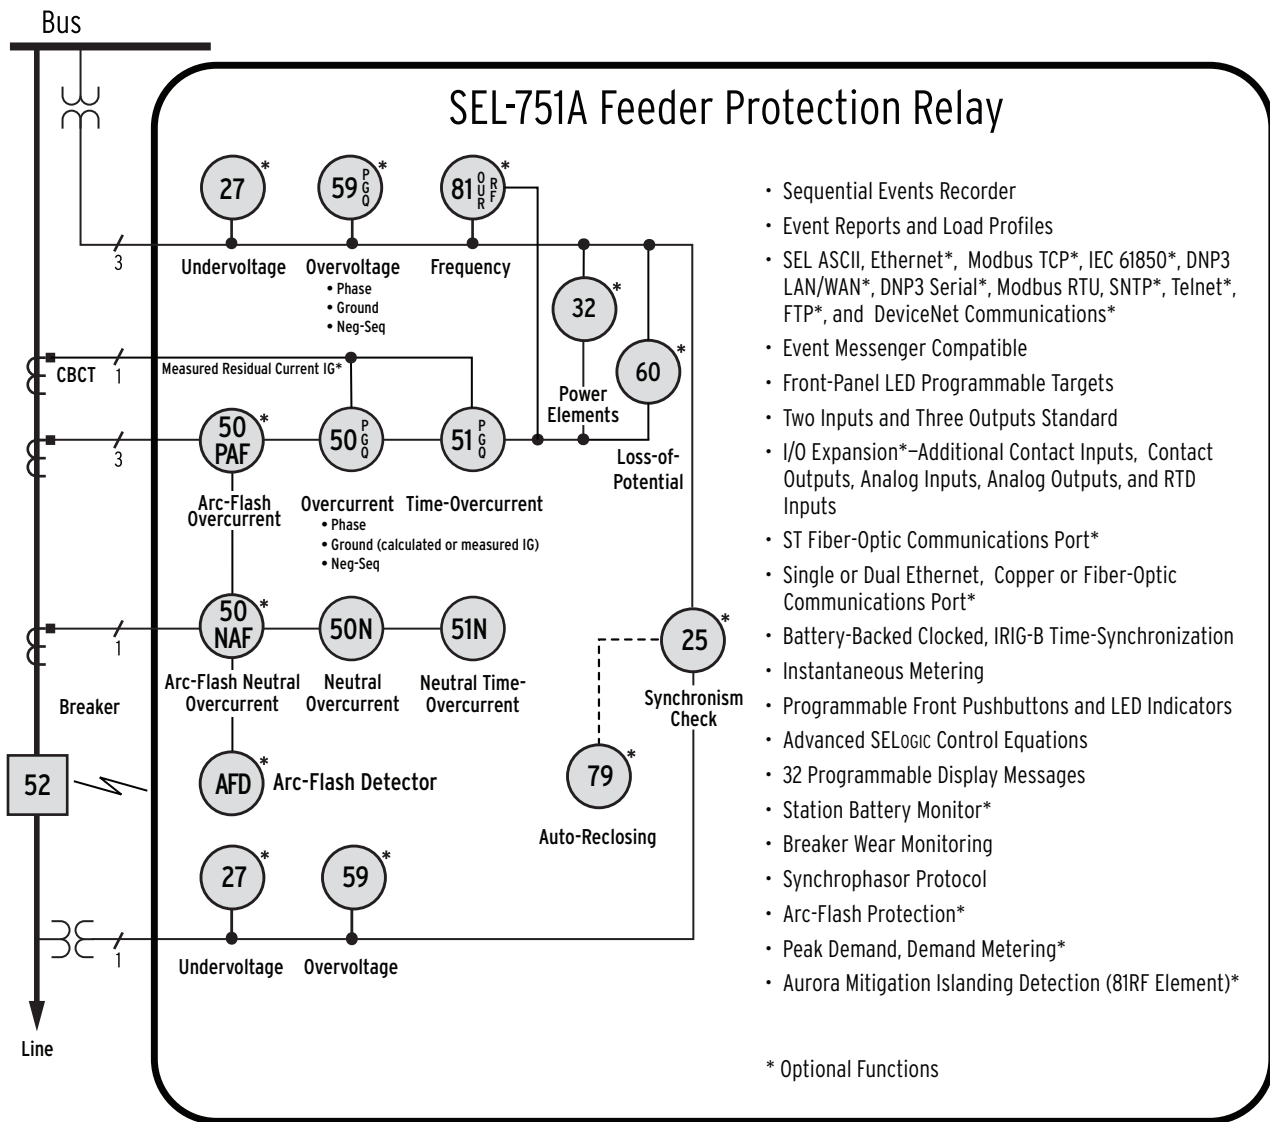 Bus
SEL-751A Feeder Protection Relay
27 *
59 P G Q *
81 O U R R F *
3
Undervoltage
Overvoltage
• Phase
• Ground
• Neg-Seq
Frequency
32 *
60 *
CBCT
1
Measured Residual Current IG*
Power
Elements
50
PAF *
50 P G Q
51 P G Q
3
Loss-of-
Potential
Arc-Flash
Overcurrent
Overcurrent
• Phase
• Ground (calculated or measured IG)
• Neg-Seq
Time-Overcurrent
50
NAF *
50N
51N
1
25 *
Arc-Flash Neutral
Overcurrent
Neutral
Overcurrent
Neutral Time-
Overcurrent
Synchronism
Check
Breaker
52
AFD *
Arc-Flash Detector
79 *
Auto-Reclosing
27 *
59 *
1
Undervoltage
Overvoltage
Line
• Sequential Events Recorder
• Event Reports and Load Profiles
• SEL ASCII, Ethernet*, Modbus TCP*, IEC 61850*, DNP3
LAN/WAN*, DNP3 Serial*, Modbus RTU, SNTP*, Telnet*,
FTP*, and DeviceNet Communications*
• Event Messenger Compatible
• Front-Panel LED Programmable Targets
• Two Inputs and Three Outputs Standard
• I/O Expansion*–Additional Contact Inputs, Contact
Outputs, Analog Inputs, Analog Outputs, and RTD
Inputs
• ST Fiber-Optic Communications Port*
• Single or Dual Ethernet, Copper or Fiber-Optic
Communications Port*
• Battery-Backed Clocked, IRIG-B Time-Synchronization
• Instantaneous Metering
• Programmable Front Pushbuttons and LED Indicators
• Advanced SELOGIC Control Equations
• 32 Programmable Display Messages
• Station Battery Monitor*
• Breaker Wear Monitoring
• Synchrophasor Protocol
• Arc-Flash Protection*
• Peak Demand, Demand Metering*
• Aurora Mitigation Islanding Detection (81RF Element)*
* Optional Functions